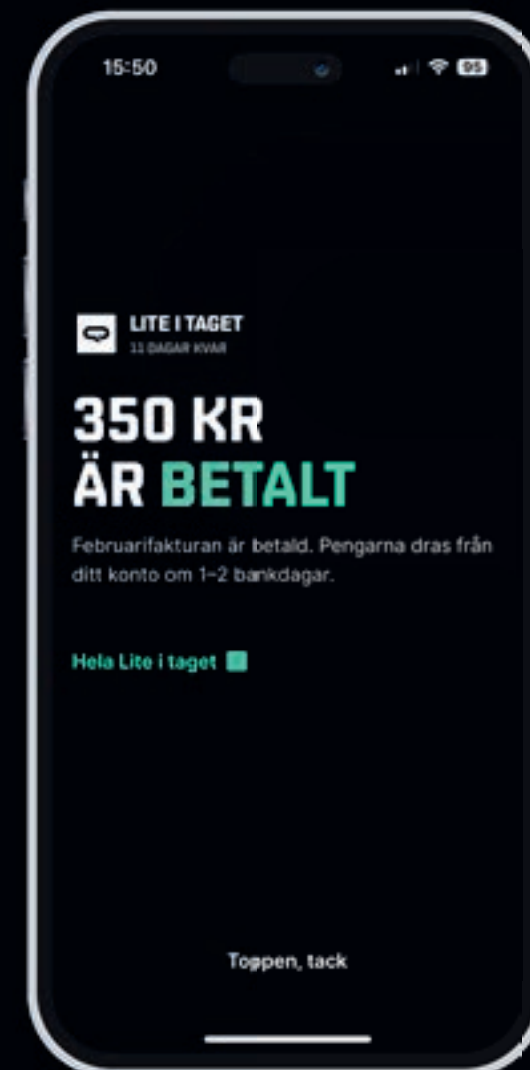 15:50
95
LITE I TAGET
11 DAGAR KVAR
350 KR
ÄR BETALT
Februarifakturan är betald. Pengarna dras från
ditt konto om 1–2 bankdagar.
Hela Lite i taget
Toppen, tack